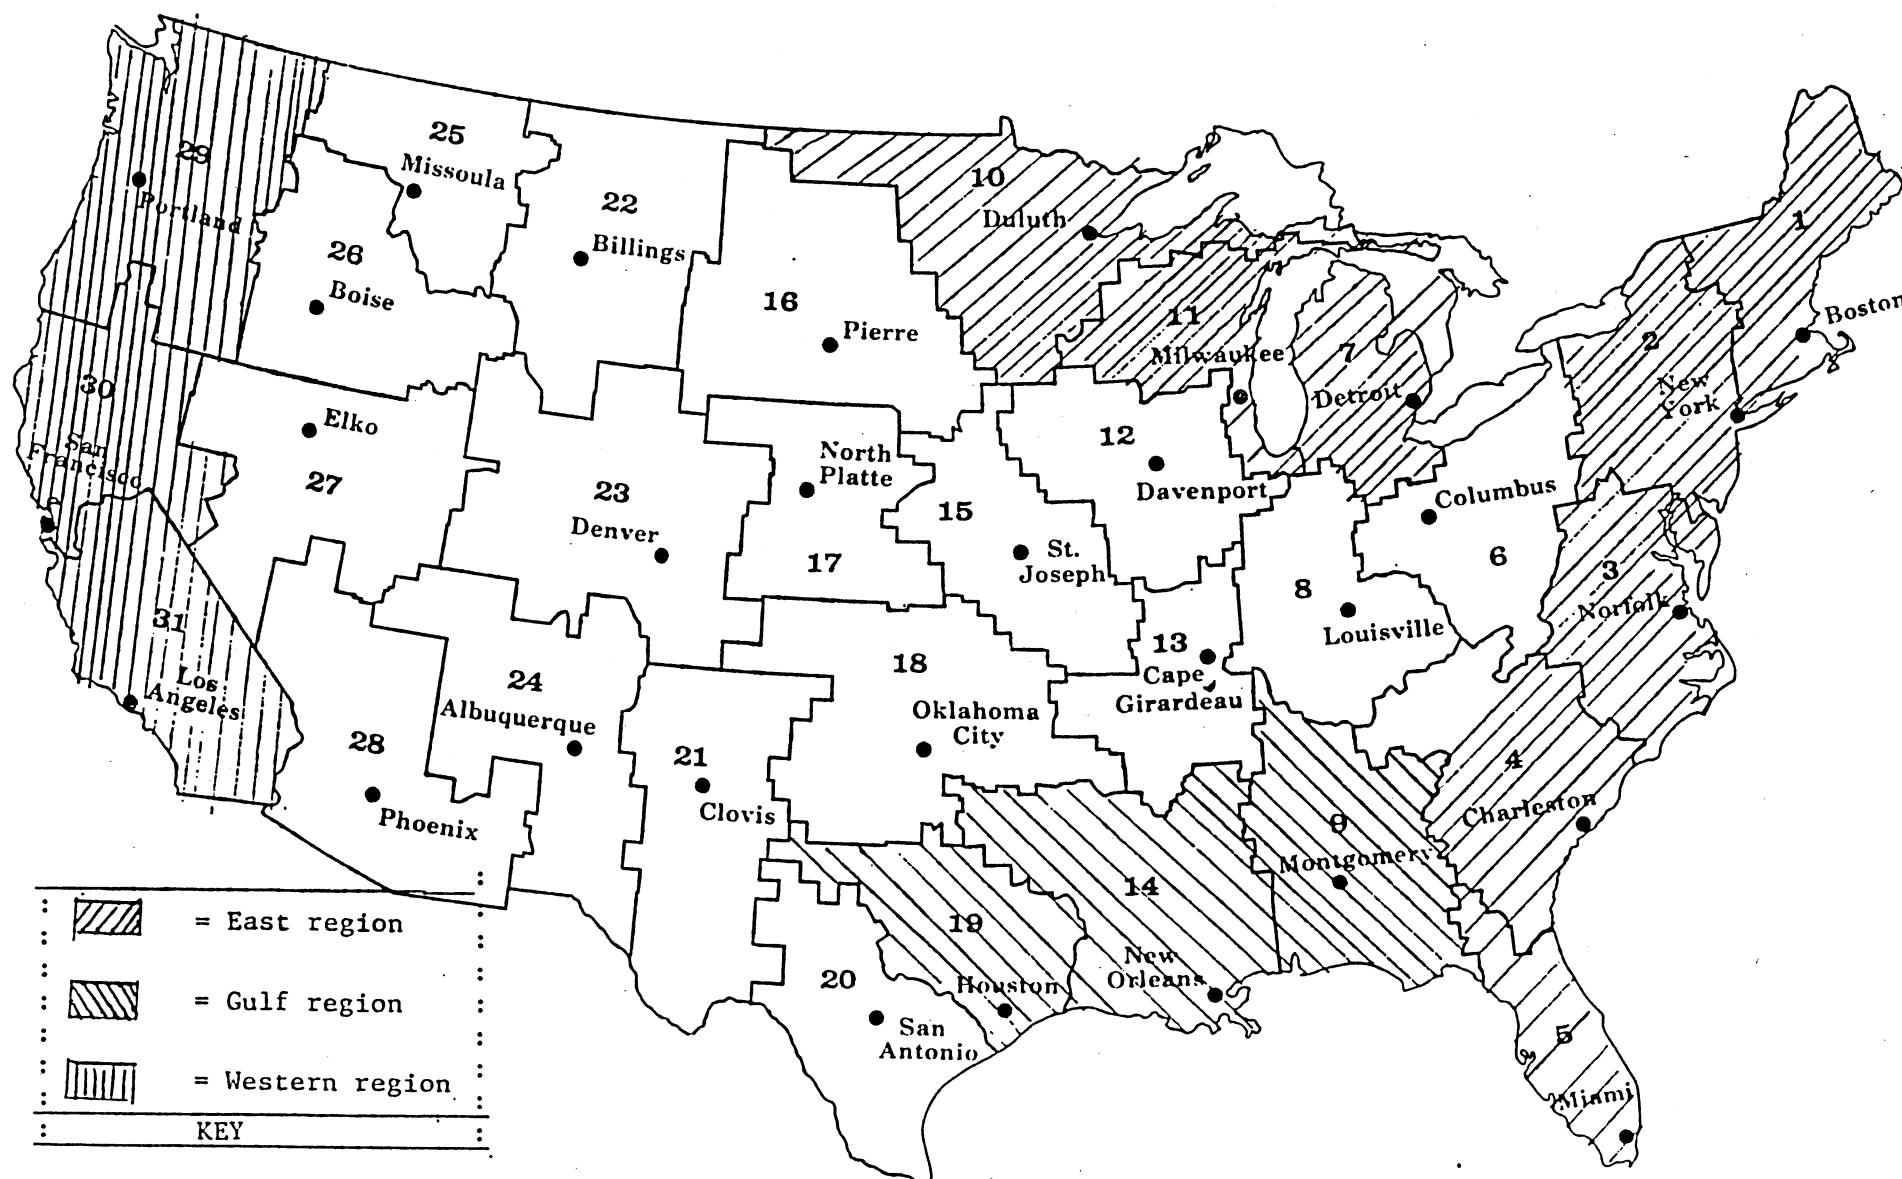 29
Portland
25
Missoula
26
Boise
22
Billings
16
Pierre
10
Duluth
11
Milwaukee
7
Detroit
1
Boston
2
New
York
30
San
Francisco
Elko
27
23
Denver
North
Platte
17
15
St.
Joseph
12
Davenport
Columbus
6
8
Louisville
3
Norfolk
31
Los
Angeles
28
Phoenix
24
Albuquerque
21
Clovis
18
Oklahoma
City
13
Cape
Girardeau
4
Charleston
9
Montgomery
14
New
Orleans
19
Houston
20
San
Antonio
5
Miami
= East region
= Gulf region
= Western region
KEY